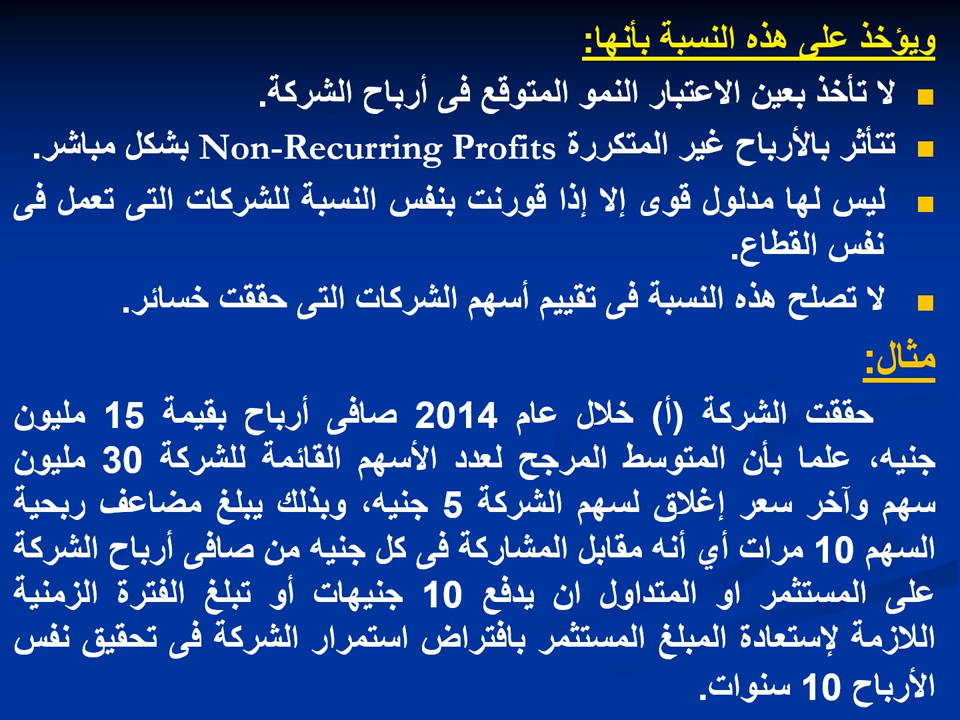 ويؤخذ على هذه النسبة بأنها:
■ لا تأخذ بعين الاعتبار النمو المتوقع فى أرباح الشركة.
■ تتأثر بالأرباح غير المتكررة Non-Recurring Profits بشكل مباشر.
■ ليس لها مدلول قوى إلا إذا قورنت بنفس النسبة للشركات التى تعمل فى
نفس القطاع.
■ لا تصلح هذه النسبة فى تقييم أسهم الشركات التى حققت خسائر.
مثال:
حققت الشركة (أ) خلال عام 2014 صافى أرباح بقيمة 15 مليون
جنيه، علما بأن المتوسط المرجح لعدد الأسهم القائمة للشركة 30 مليون
سهم وآخر سعر إغلاق لسهم الشركة 5 جنيه، وبذلك يبلغ مضاعف ربحية
السهم 10 مرات أي أنه مقابل المشاركة فى كل جنيه من صافى أرباح الشركة
على المستثمر او المتداول ان يدفع 10 جنيهات أو تبلغ الفترة الزمنية
اللازمة لإستعادة المبلغ المستثمر بافتراض استمرار الشركة فى تحقيق نفس
الأرباح 10 سنوات.